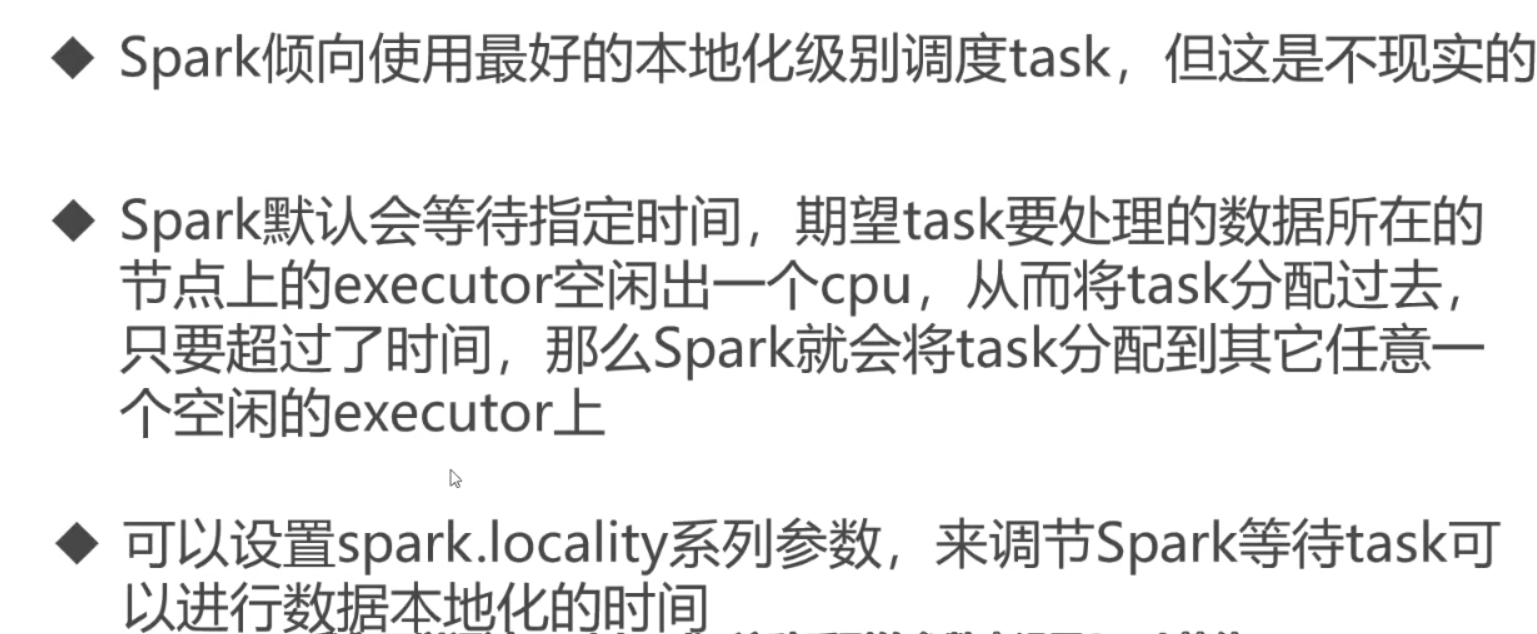 ◆ Spark倾向使用最好的本地化级别调度task，但这是不现实的
◆ Spark默认会等待指定时间，期望task要处理的数据所在的
节点上的executor空闲出一个cpu，从而将task分配过去，
只要超过了时间，那么Spark就会将task分配到其它任意一
个空闲的executor上
◆ 可以设置spark.locality系列参数，来调节Spark等待task可
以进行数据本地化的时间